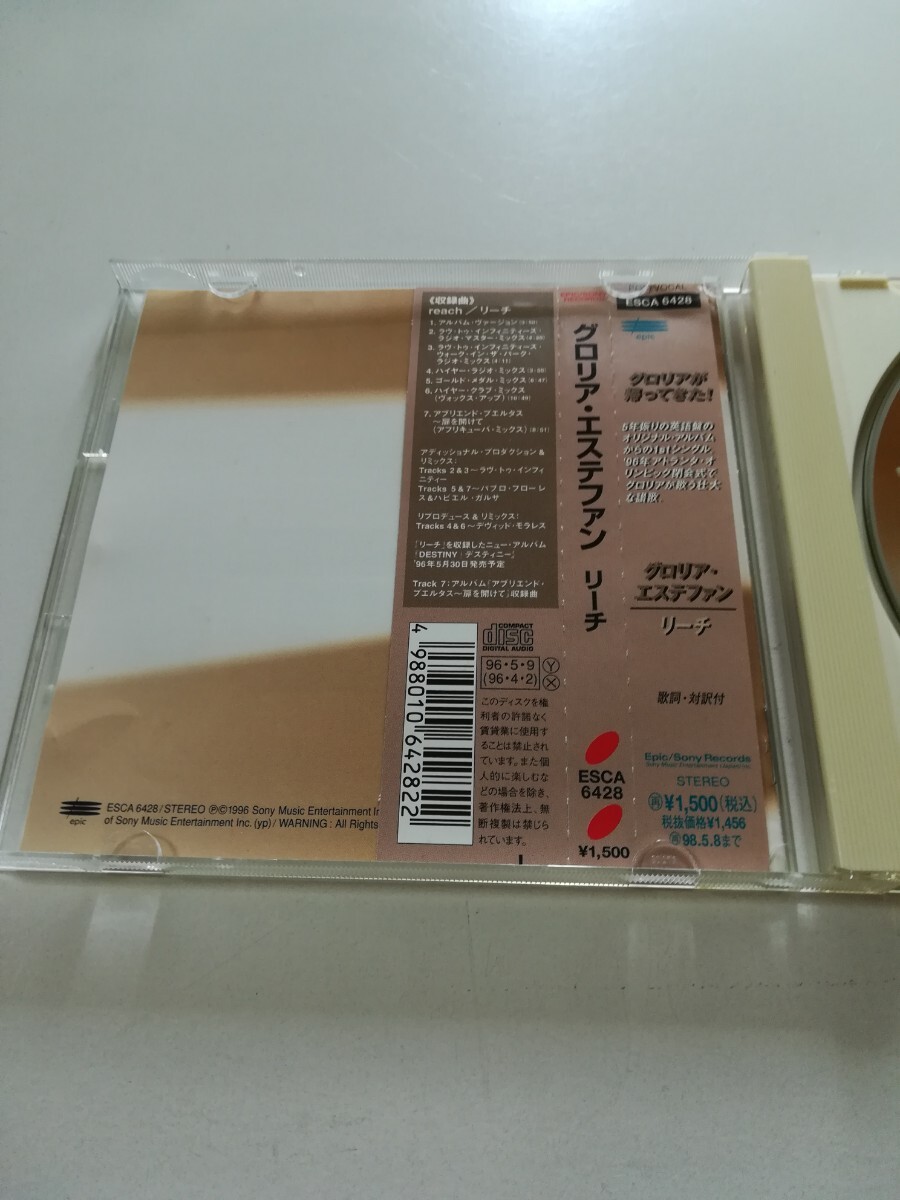 《収録曲》
reach／リーチ
1. アルバム・ヴァージョン
2. ラヴ・トゥ・インフィニティーズ・
ラジオ・マスター・ミックス
3. ラヴ・トゥ・インフィニティーズ・
ウォーク・イン・ザ・パーク・
ラジオ・ミックス (4:11)
4. ハイヤー・ラジオ・ミックス
5. ゴールド・メダル・ミックス
6. ハイヤー・クラブ・ミックス
(ヴォックス・アップ)
7. アブリエンド・プエルタス
～扉を開けて
(アフリキューバ・ミックス)
アディッショナル・プロダクション&
リミックス:
Tracks 2&3～ラヴ・トゥ・インフィ
ニティー
Tracks 5&7～パブロ・フローレ
ス&ハビエル・ガルサ
リプロデュース&リミックス:
Tracks 4&6～デヴィッド・モラレス
「リーチ」を収録したニュー・アルバム
「DESTINY/デスティニー」
'96年5月30日発売予定
Track 7:アルバム「アブリエンド・
プエルタス～扉を開けて」収録曲
4 988010 642822
COMPACT
disc
DIGITAL AUDIO
96・5・9 Ⓨ
(96・4・2) Ⓧ
このディスクを権
利者の許諾なく
賃貸業に使用す
ることは禁止され
ています。また個
人的に楽しむな
どの場合を除き、
著作権法上、無
断複製は禁じら
れています。
epic
ESCA 6428/STEREO ℗©1996 Sony Music Entertainment
of Sony Music Entertainment Inc. (yp) / WARNING : All Rights
グロリア・エステファン リーチ
ESCA
6428
¥1,500
VOCAL
ESCA 6428
epic
グロリアが
帰ってきた!
5年振りの英語盤の
オリジナル・アルバム
からの1stシングル。
'96年アトランタ・オ
リンピック閉会式で
グロリアが歌う壮大
な讃歌。
グロリア・
エステファン
リーチ
歌詞・対訳付
Epic/Sony Records
STEREO
再¥1,500(税込)
税抜価格¥1,456
再98.5.8まで